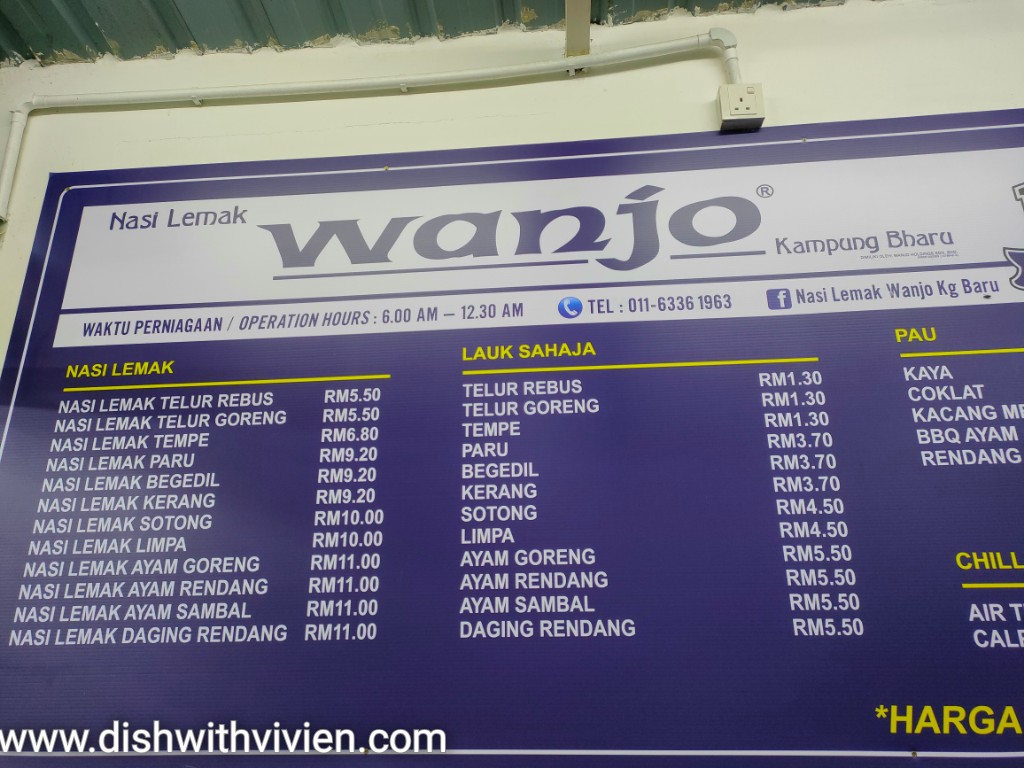 Nasi Lemak
wanjo®
Kampung Bharu
WAKTU PERNIAGAAN / OPERATION HOURS : 6.00 AM – 12.30 AM
TEL : 011-6336 1963
f Nasi Lemak Wanjo Kg Baru
NASI LEMAK
NASI LEMAK TELUR REBUS RM5.50
NASI LEMAK TELUR GORENG RM5.50
NASI LEMAK TEMPE RM6.80
NASI LEMAK PARU RM9.20
NASI LEMAK BEGEDIL RM9.20
NASI LEMAK KERANG RM9.20
NASI LEMAK SOTONG RM10.00
NASI LEMAK LIMPA RM10.00
NASI LEMAK AYAM GORENG RM11.00
NASI LEMAK AYAM RENDANG RM11.00
NASI LEMAK AYAM SAMBAL RM11.00
NASI LEMAK DAGING RENDANG RM11.00
LAUK SAHAJA
TELUR REBUS RM1.30
TELUR GORENG RM1.30
TEMPE RM1.30
PARU RM3.70
BEGEDIL RM3.70
KERANG RM3.70
SOTONG RM4.50
LIMPA RM4.50
AYAM GORENG RM5.50
AYAM RENDANG RM5.50
AYAM SAMBAL RM5.50
DAGING RENDANG RM5.50
PAU
KAYA
COKLAT
KACANG
BBQ AYAM
RENDANG
CHILL
AIR T
CALE
*HARGA
www.dishwithvivien.com